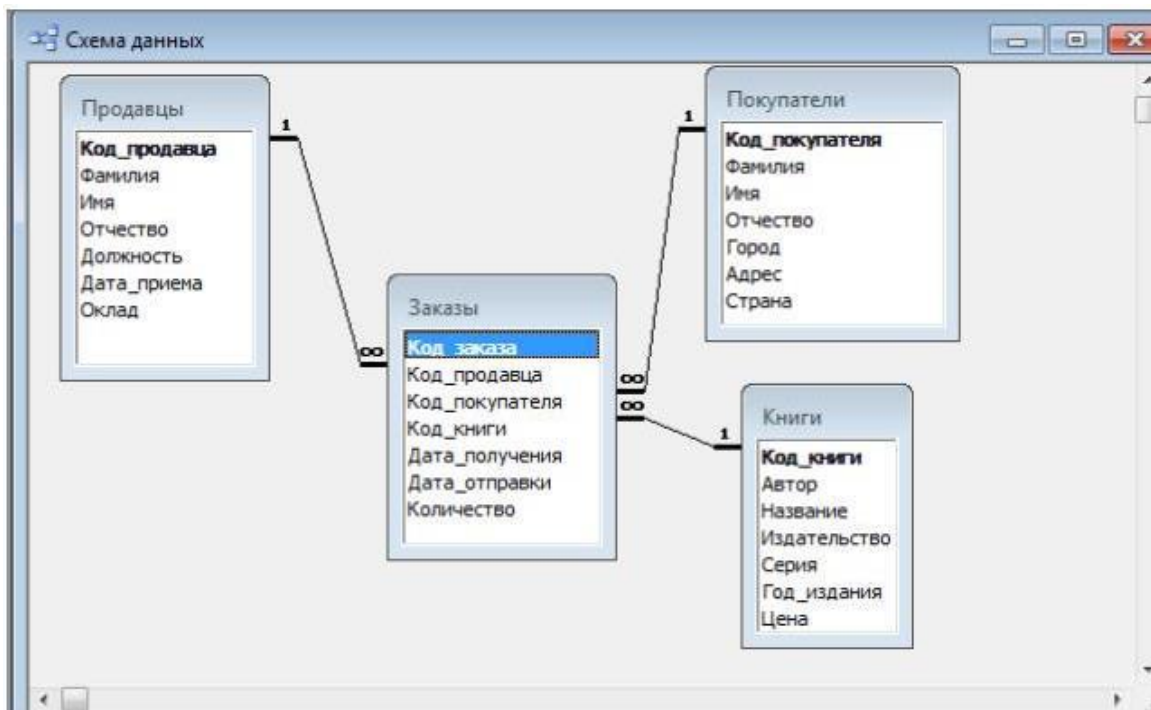 Схема данных
Продавцы
Код_продавца
Фамилия
Имя
Отчество
Должность
Дата_приема
Оклад
1
∞
Заказы
Код_заказа
Код_продавца
Код_покупателя
Код_книги
Дата_получения
Дата_отправки
Количество
1
∞
∞
1
Покупатели
Код_покупателя
Фамилия
Имя
Отчество
Город
Адрес
Страна
Книги
Код_книги
Автор
Название
Издательство
Серия
Год_издания
Цена